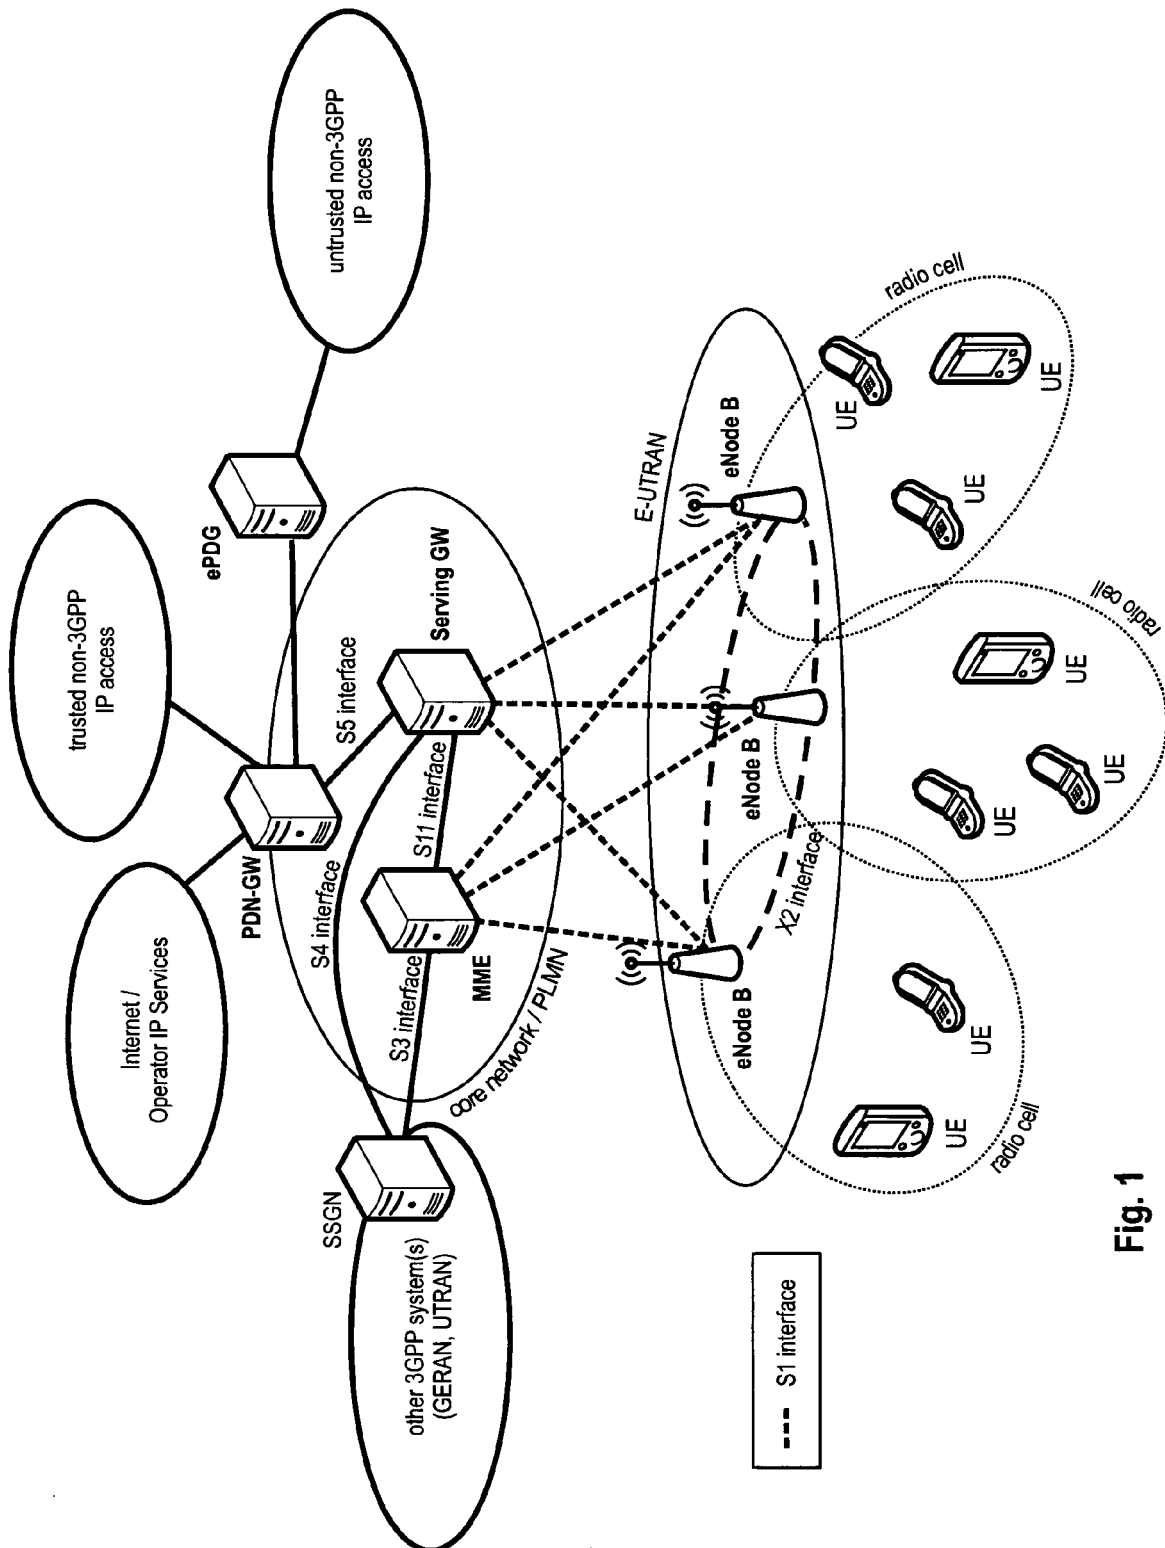 trusted non-3GPP
IP access
untrusted non-3GPP
IP access
Internet /
Operator IP Services
ePDG
PDN-GW
S5 interface
Serving GW
S4 interface
S11 interface
SSGN
S3 interface
MME
core network / PLMN
other 3GPP system(s)
(GERAN, UTRAN)
E-UTRAN
eNode B
eNode B
eNode B
X2 interface
radio cell
UE
UE
UE
radio cell
UE
UE
UE
radio cell
UE
UE
S1 interface
Fig. 1